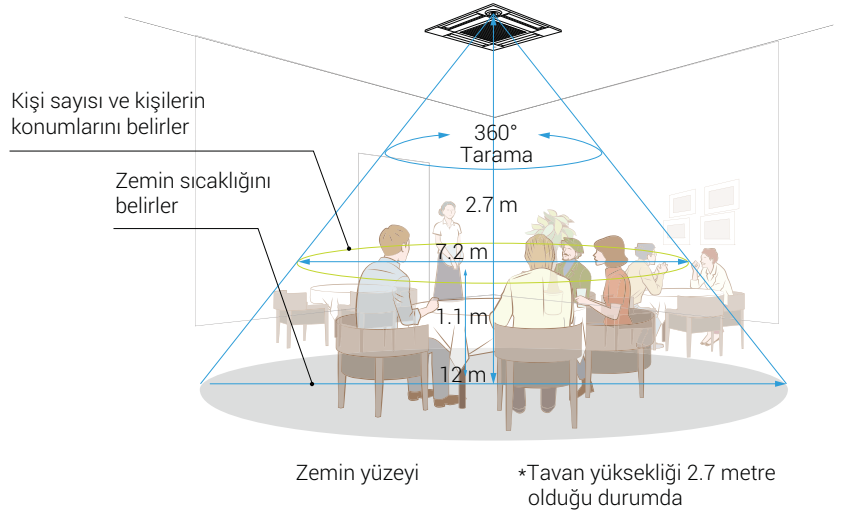 Kişi sayısı ve kişilerin
konumlarını belirler
360°
Tarama
Zemin sıcaklığını
belirler
2.7 m
7.2 m
1.1 m
12 m
Zemin yüzeyi
*Tavan yüksekliği 2.7 metre
olduğu durumda